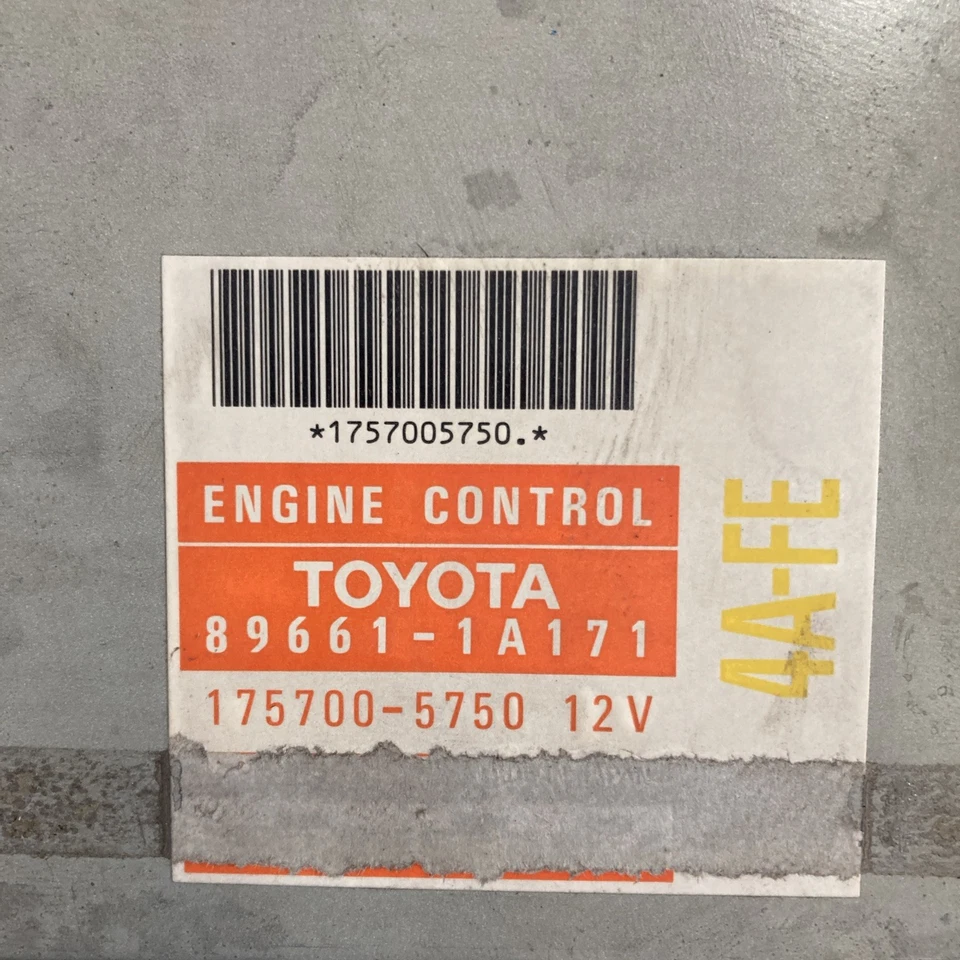 *1757005750.*
ENGINE CONTROL
TOYOTA
89661-1A171
175700-5750 12V
4A-FE